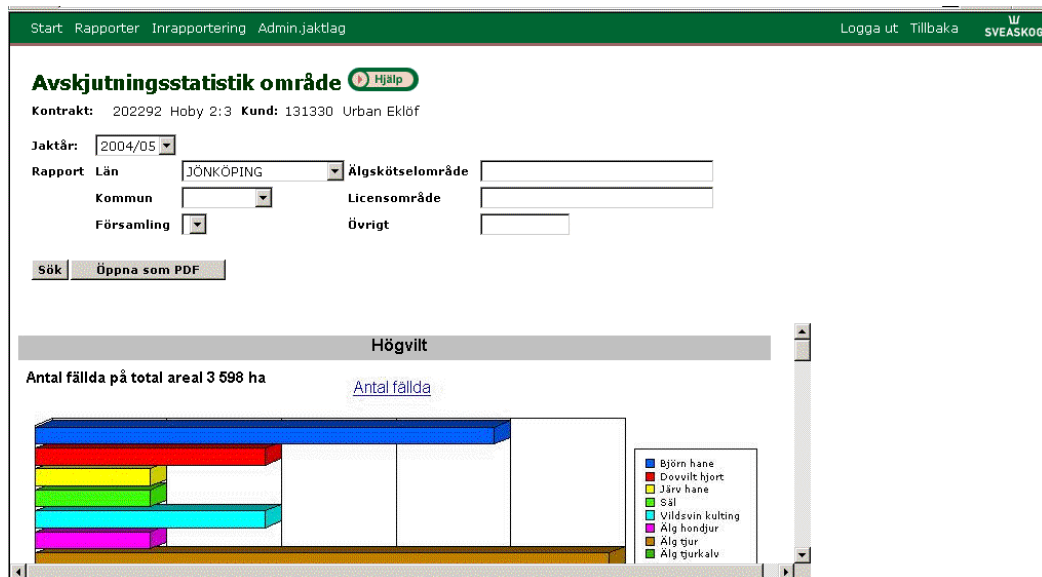 Start Rapporter Inrapportering Admin.jaktlag Logga ut Tillbaka SVEASKOG
Avskjutningsstatistik område Hjälp
Kontrakt: 202292 Hoby 2:3 Kund: 131330 Urban Eklöf
Jaktår: 2004/05
Rapport Län JÖNKÖPING Älgskötselområde
Kommun Licensområde
Församling Övrigt
Sök Öppna som PDF
Högvilt
Antal fällda på total areal 3 598 ha Antal fällda
Björn hane
Dovvilt hjort
Järv hane
Säl
Vildsvin kulting
Älg hondjur
Älg tjur
Älg tjurkalv